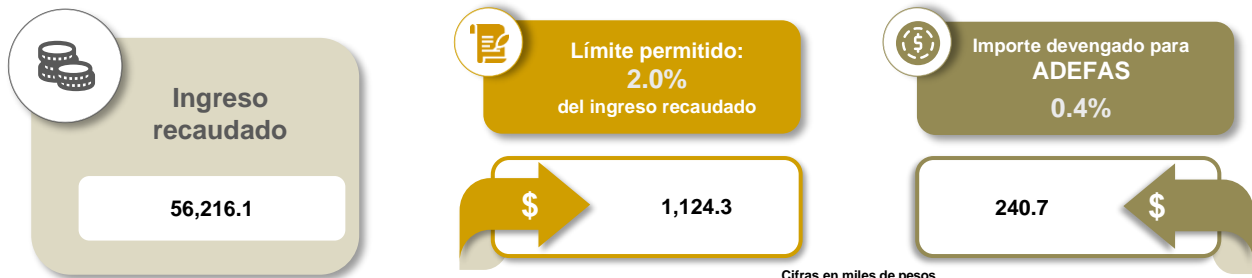 Ingreso
recaudado
56,216.1
Límite permitido:
2.0%
del ingreso recaudado
$
1,124.3
Importe devengado para
ADEFAS
0.4%
240.7
$
Cifras en miles de pesos